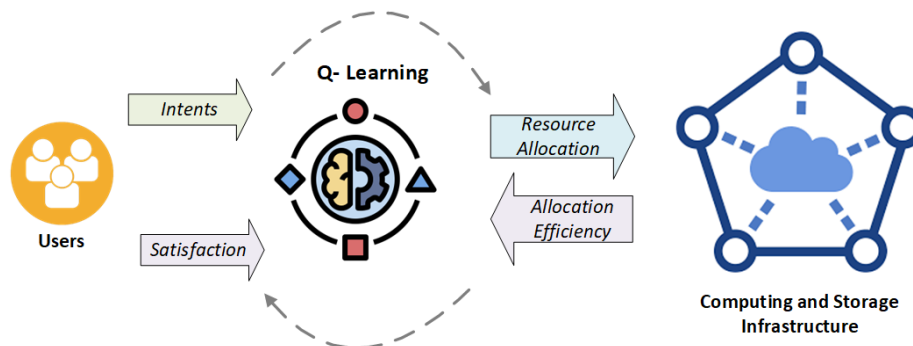 Q- Learning
Intents
Resource
Allocation
Users
Satisfaction
Allocation
Efficiency
Computing and Storage
Infrastructure